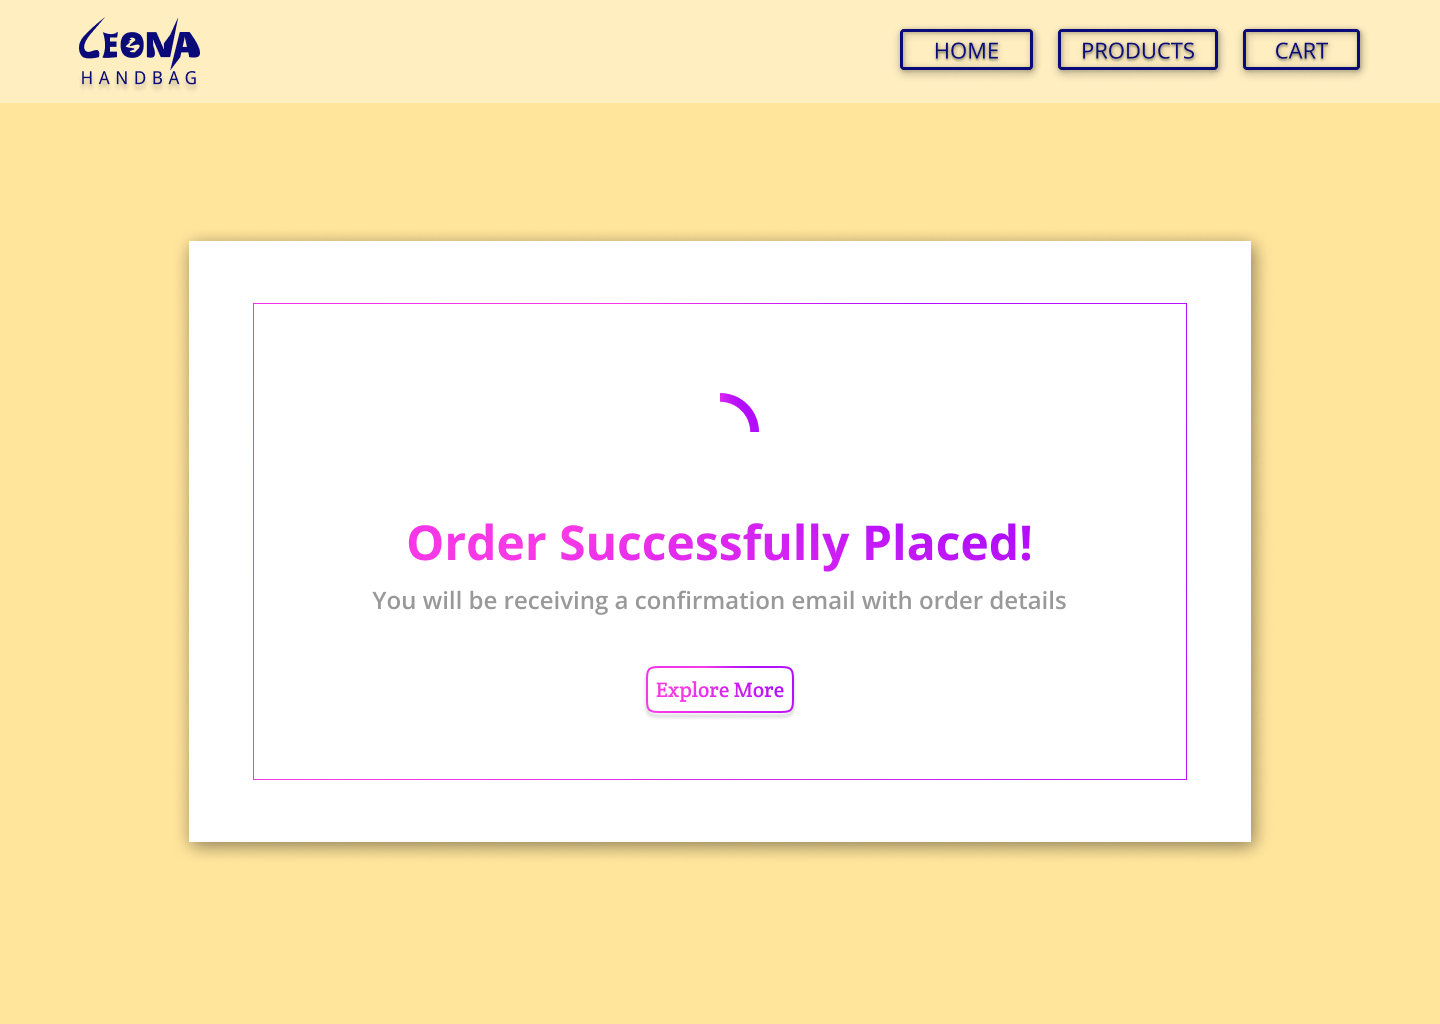 LEONA
HANDBAG
HOME
PRODUCTS
CART
Order Successfully Placed!
You will be receiving a confirmation email with order details
Explore More